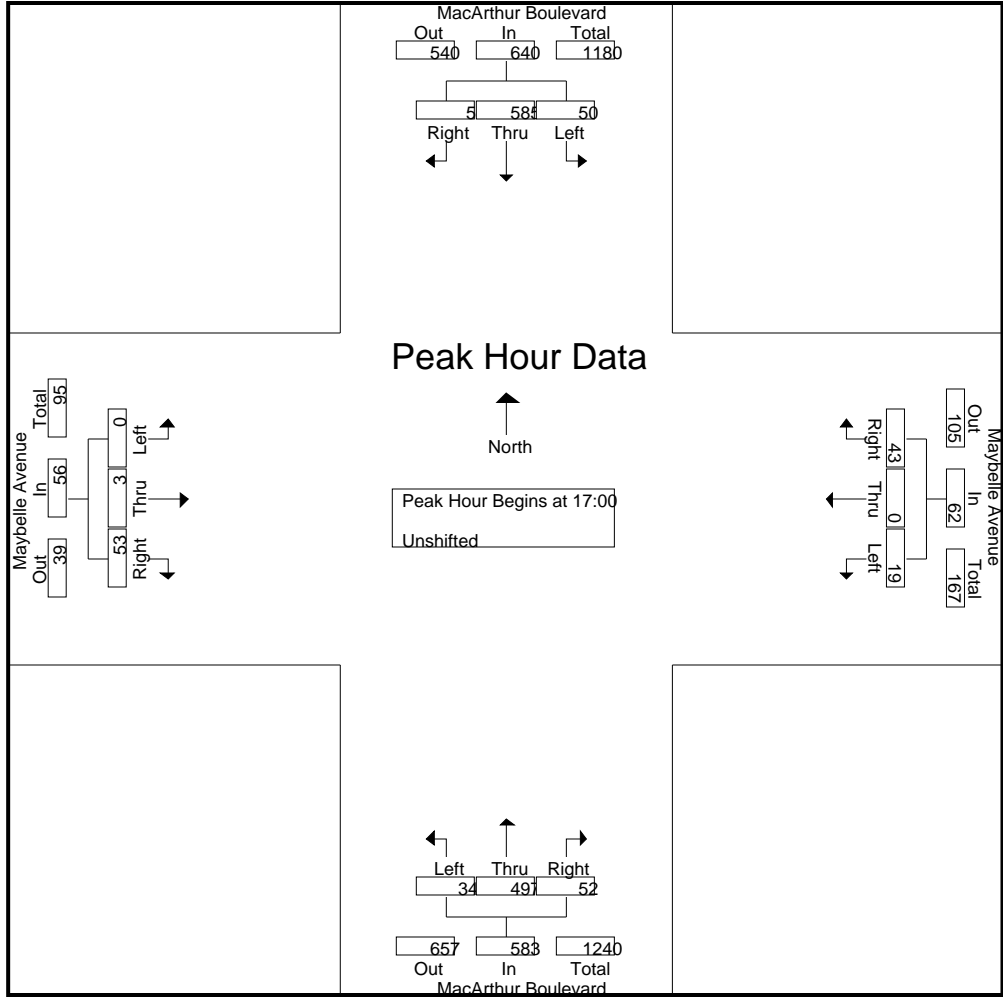 MacArthur Boulevard
Out In Total
540 640 1180
5 585 50
Right Thru Left
Peak Hour Data
North
Peak Hour Begins at 17:00
Unshifted
Maybelle Avenue
Total In Out
95 56 39
0 3 53
Left Thru Right
Maybelle Avenue
Out In Total
105 62 167
43 0 19
Right Thru Left
Left Thru Right
34 497 52
657 583 1240
Out In Total
MacArthur Boulevard